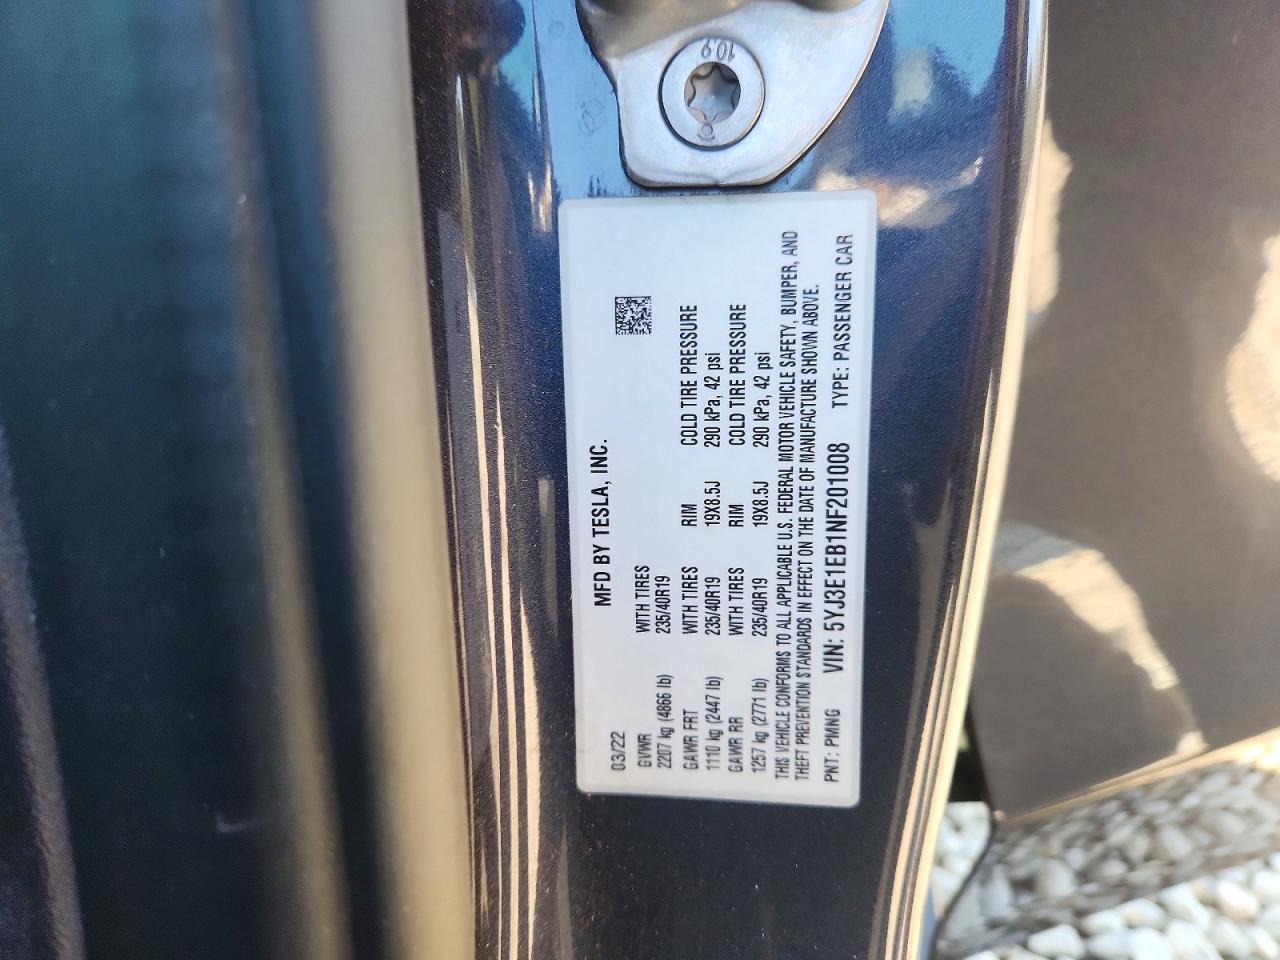 10.9
MFD BY TESLA, INC.
03/22
GVWR WITH TIRES
2207 kg (4866 lb) 235/40R19
GAWR FRT WITH TIRES RIM COLD TIRE PRESSURE
1110 kg (2447 lb) 235/40R19 19X8.5J 290 kPa, 42 psi
GAWR RR WITH TIRES RIM COLD TIRE PRESSURE
1257 kg (2771 lb) 235/40R19 19X8.5J 290 kPa, 42 psi
THIS VEHICLE CONFORMS TO ALL APPLICABLE U.S. FEDERAL MOTOR VEHICLE SAFETY, BUMPER, AND
THEFT PREVENTION STANDARDS IN EFFECT ON THE DATE OF MANUFACTURE SHOWN ABOVE.
PNT: PMNG VIN: 5YJ3E1EB1NF201008 TYPE: PASSENGER CAR